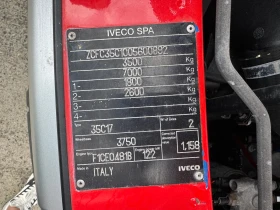 IVECO SPA
ZCFC35C1005800892
3500 Kg
7000 Kg
1- 1900 Kg
2- 2600 Kg
3- Kg
4- Kg
35C17 2
3750
F1CE0481B 122 1.158
ITALY IVECO